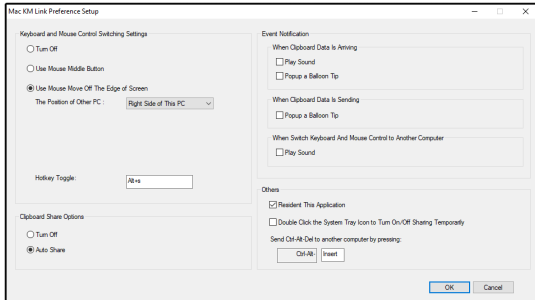 Mac KM Link Preference Setup
Keyboard and Mouse Control Switching Settings
Turn Off
Use Mouse Middle Button
Use Mouse Move Off The Edge of Screen
The Position of Other PC :
Right Side of This PC
Hotkey Toggle:
Alt+s
Clipboard Share Options
Turn Off
Auto Share
Event Notification
When Clipboard Data Is Arriving
Play Sound
Popup a Balloon Tip
When Clipboard Data Is Sending
Popup a Balloon Tip
When Switch Keyboard And Mouse Control to Another Computer
Play Sound
Others
Resident This Application
Double Click the System Tray Icon to Turn On/Off Sharing Temporarily
Send Ctrl-Alt-Del to another computer by pressing:
Ctrl-Alt- Insert
OK Cancel